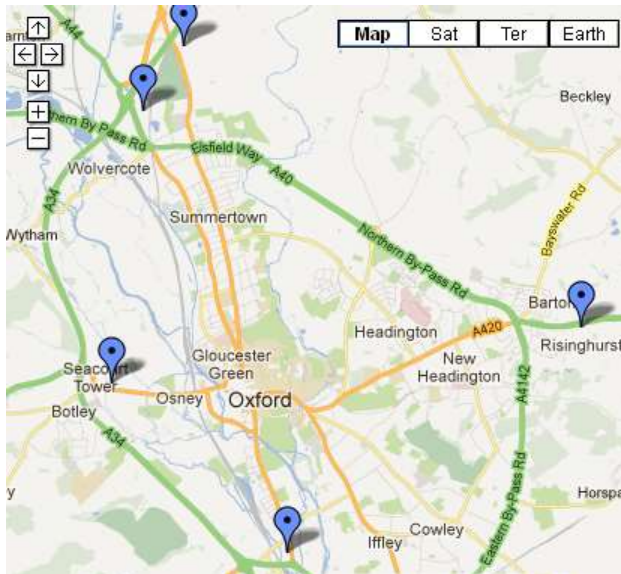 A44
Map Sat Ter Earth
Beckley
Northern By-Pass Rd
Elsfield Way
A40
Wolvercote
A34
Summertown
Bayswater Rd
Wytham
Northern By-Pass Rd
Barton
Headington
A420
Risinghurst
Gloucester
Green
New
Headington
Seacourt
Tower
Osney
Oxford
A4142
Botley
A34
Eastern By-Pass Rd
Horspa
Cowley
Iffley